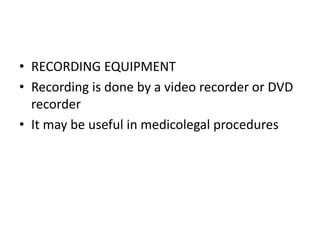 • RECORDING EQUIPMENT
• Recording is done by a video recorder or DVD
recorder
• It may be useful in medicolegal procedures